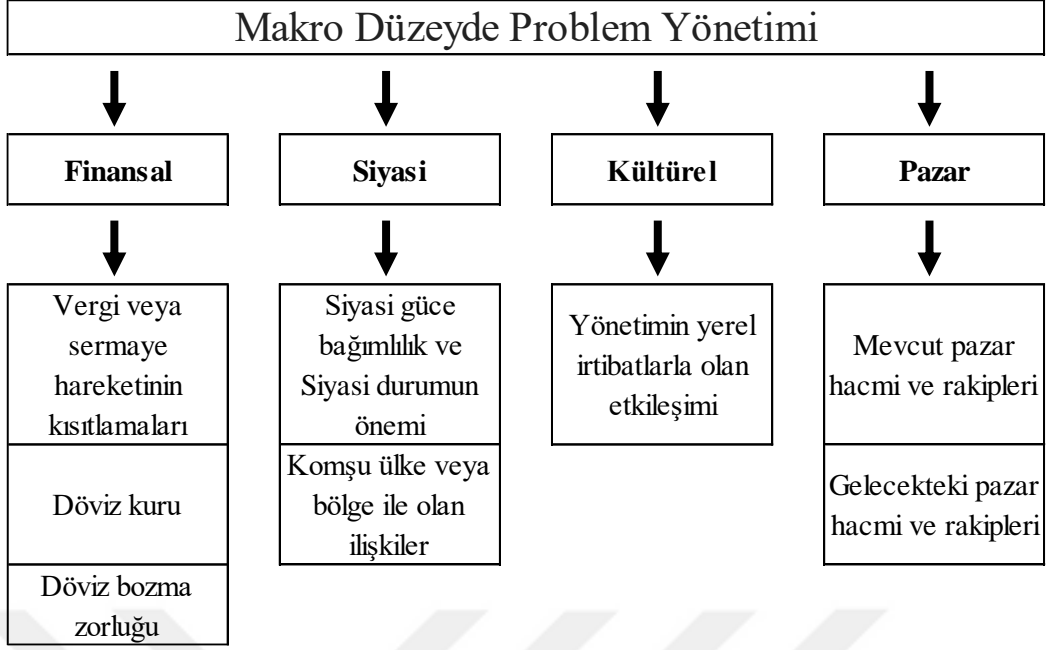 Makro Düzeyde Problem Yönetimi
Finansal
Siyasi
Kültürel
Pazar
Vergi veya
sermaye
hareketinin
kısıtlamaları
Döviz kuru
Döviz bozma
zorluğu
Siyasi güce
bağımlılık ve
Siyasi durumun
önemi
Komşu ülke veya
bölge ile olan
ilişkiler
Yönetimin yerel
irtibatlarla olan
etkileşimi
Mevcut pazar
hacmi ve rakipleri
Gelecekteki pazar
hacmi ve rakipleri